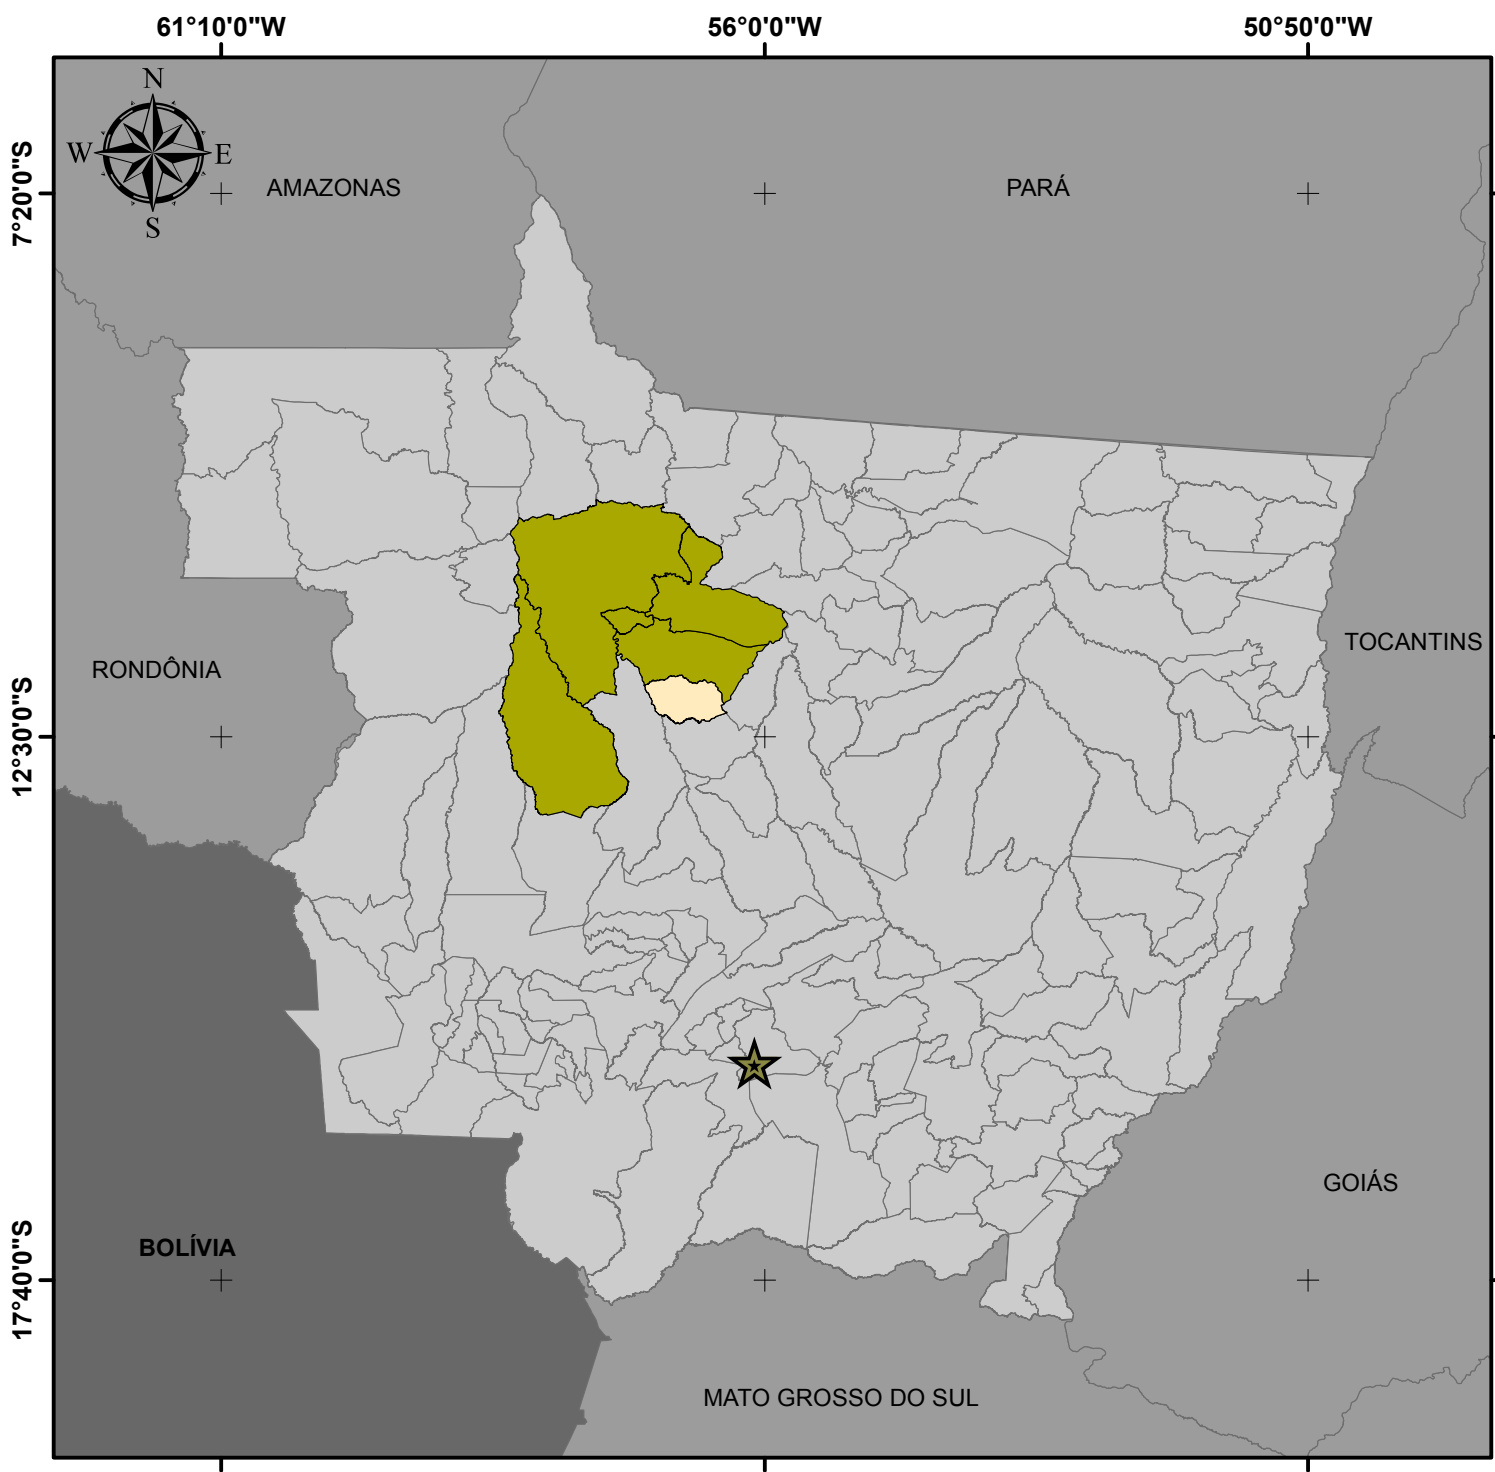 61°10'0"W 56°0'0"W 50°50'0"W
N
W E
S
7°20'0"S
AMAZONAS
PARÁ
TOCANTINS
RONDÔNIA
12°30'0"S
GOIÁS
BOLÍVIA
17°40'0"S
MATO GROSSO DO SUL